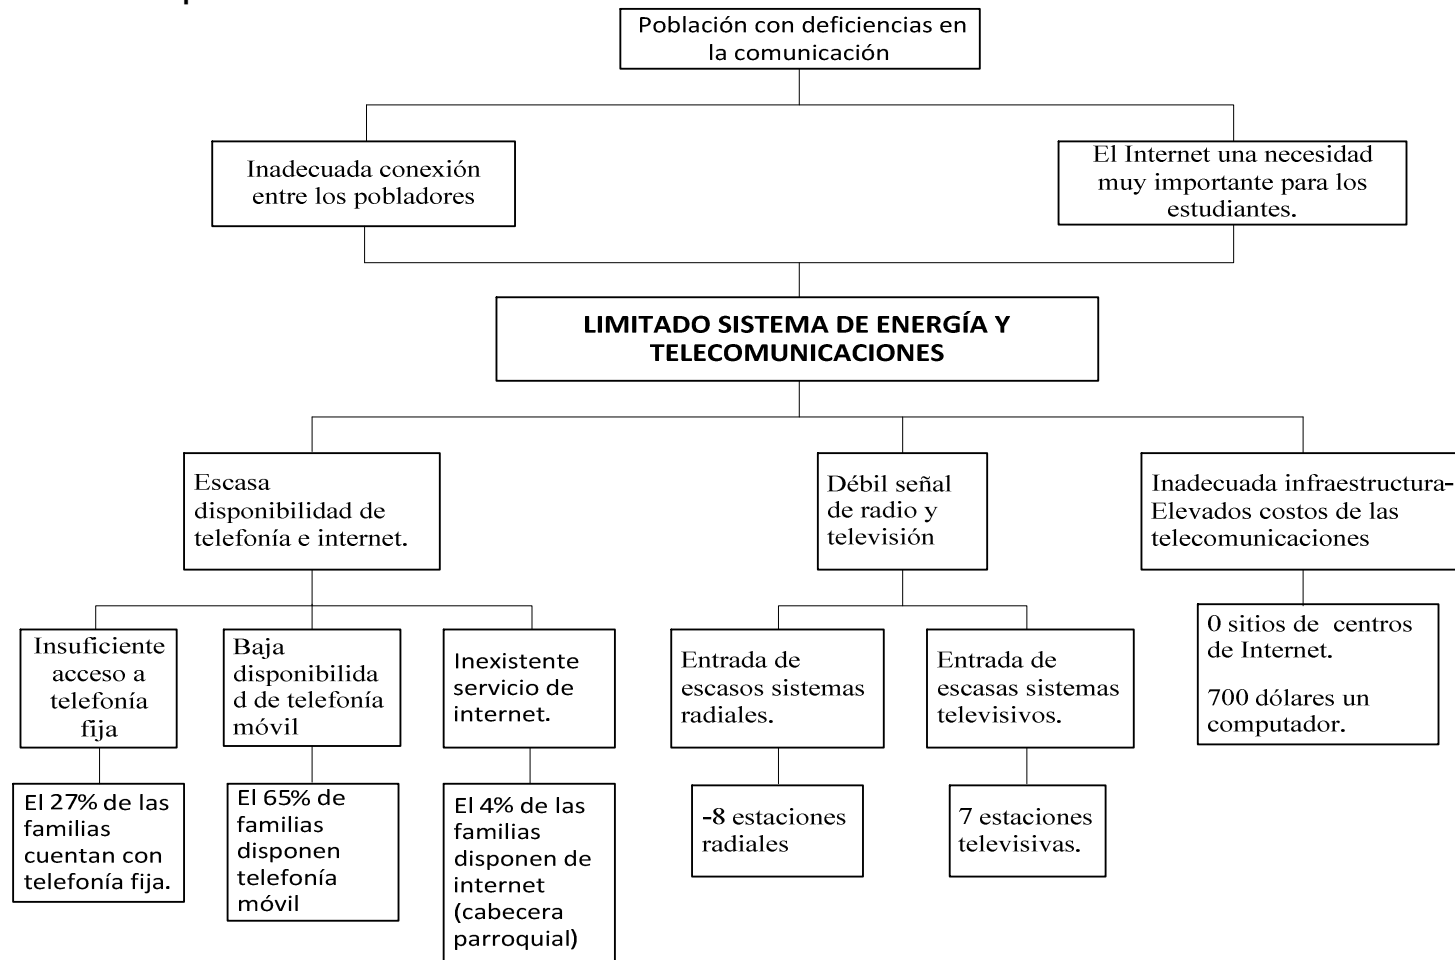 Población con deficiencias en
la comunicación
Inadecuada conexión
entre los pobladores
El Internet una necesidad
muy importante para los
estudiantes.
LIMITADO SISTEMA DE ENERGÍA Y
TELECOMUNICACIONES
Escasa
disponibilidad de
telefonía e internet.
Débil señal
de radio y
televisión
Inadecuada infraestructura-
Elevados costos de las
telecomunicaciones
Insuficiente
acceso a
telefonía
fija
Baja
disponibilida
d de telefonía
móvil
Inexistente
servicio de
internet.
Entrada de
escasos sistemas
radiales.
Entrada de
escasas sistemas
televisivos.
0 sitios de centros
de Internet.
700 dólares un
computador.
El 27% de las
familias
cuentan con
telefonía fija.
El 65% de
familias
disponen
telefonía
móvil
El 4% de las
familias
disponen de
internet
(cabecera
parroquial)
-8 estaciones
radiales
7 estaciones
televisivas.